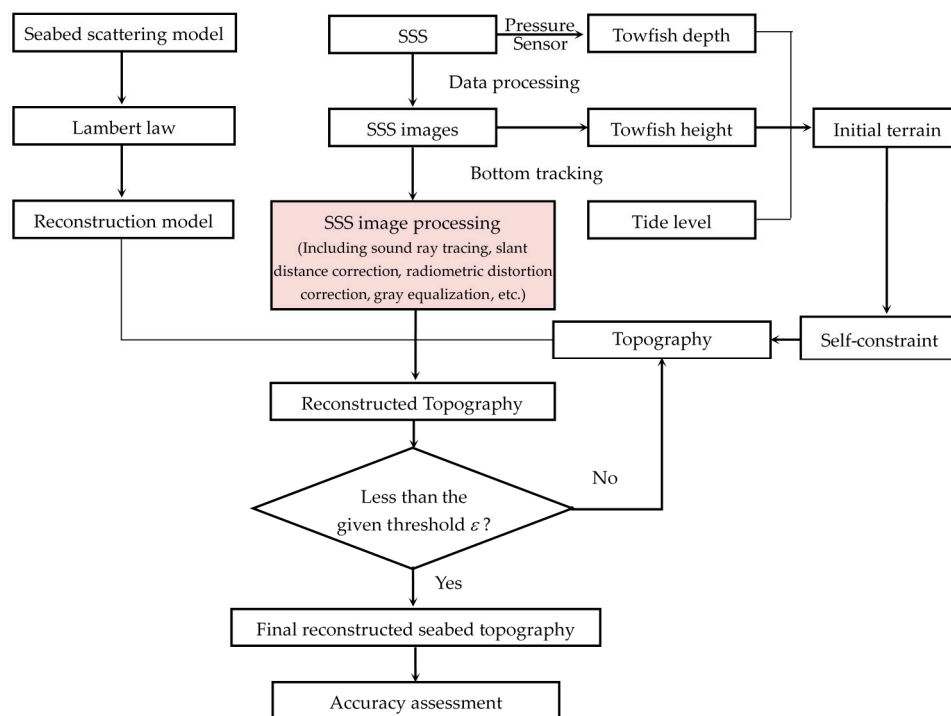 Seabed scattering model
SSS
Pressure
Sensor
Towfish depth
Data processing
Lambert law
SSS images
Towfish height
Initial terrain
Bottom tracking
Reconstruction model
SSS image processing
(Including sound ray tracing, slant
distance correction, radiometric distortion
correction, gray equalization, etc.)
Tide level
Topography
Self-constraint
Reconstructed Topography
Less than the
given threshold ε ?
No
Yes
Final reconstructed seabed topography
Accuracy assessment